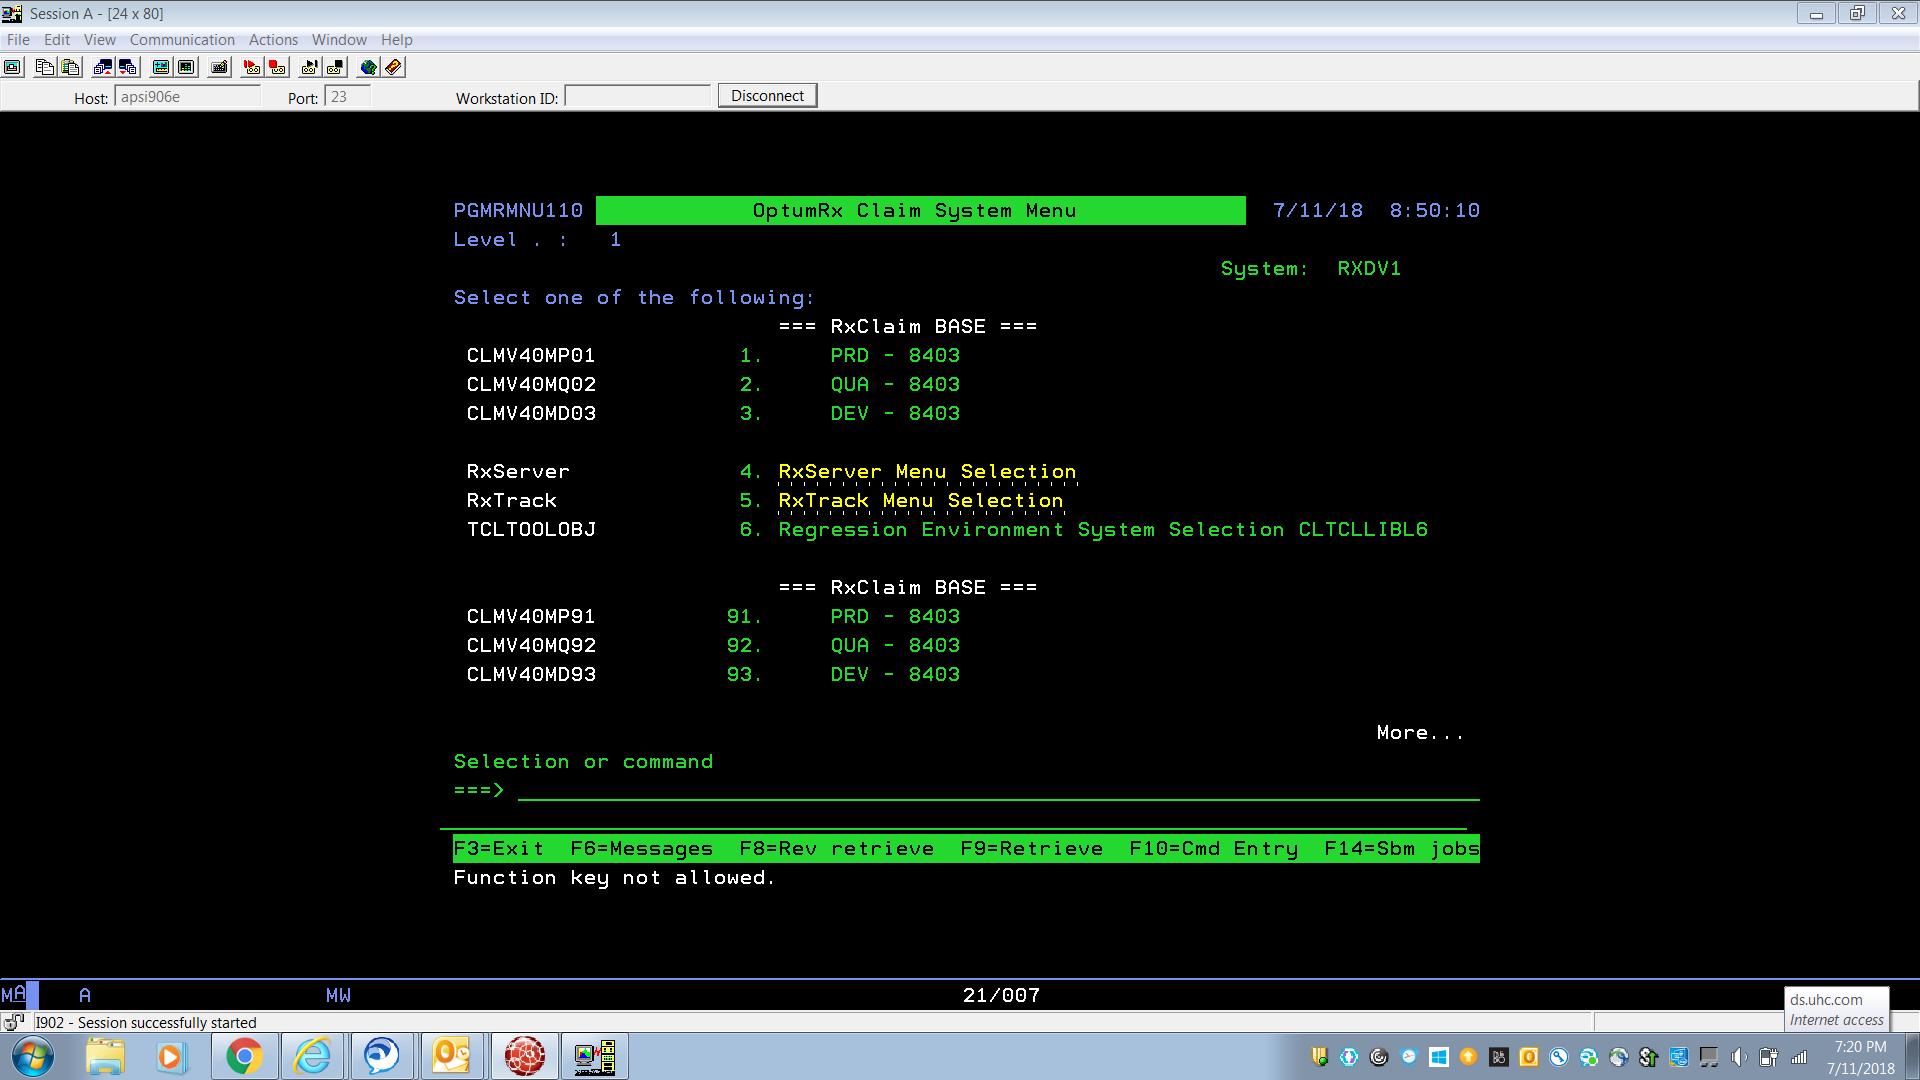 Session A - [24 x 80]
File Edit View Communication Actions Window Help
Host: apsi906e Port: 23 Workstation ID: Disconnect
PGMRMNU110 OptumRx Claim System Menu 7/11/18 8:50:10
Level . : 1
System: RXDV1
Select one of the following:
=== RxClaim BASE ===
CLMV40MP01 1. PRD - 8403
CLMV40MQ02 2. QUA - 8403
CLMV40MD03 3. DEV - 8403
RxServer 4. RxServer Menu Selection
RxTrack 5. RxTrack Menu Selection
TCLTOOLOBJ 6. Regression Environment System Selection CLTCLLIBL6
=== RxClaim BASE ===
CLMV40MP91 91. PRD - 8403
CLMV40MQ92 92. QUA - 8403
CLMV40MD93 93. DEV - 8403
More...
Selection or command
===>
F3=Exit F6=Messages F8=Rev retrieve F9=Retrieve F10=Cmd Entry F14=Sbm jobs
Function key not allowed.
MA A MW 21/007
I902 - Session successfully started
ds.uhc.com
Internet access
7:20 PM
7/11/2018